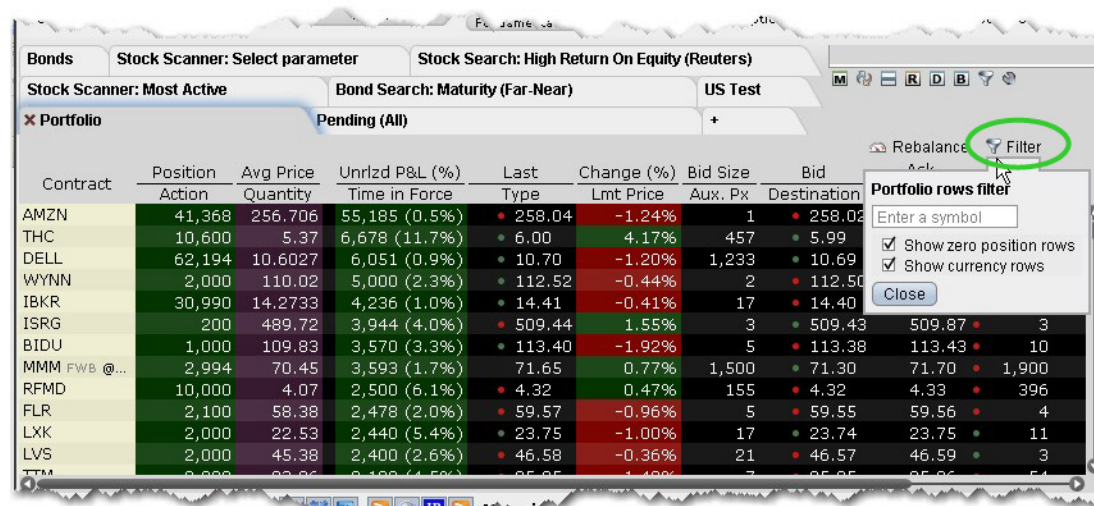 Bonds Stock Scanner: Select parameter Stock Search: High Return On Equity (Reuters)
Stock Scanner: Most Active Bond Search: Maturity (Far-Near) US Test M R D B
Portfolio Pending (All) +
Rebalance Filter
Contract Position Avg Price Unrlzd P&L (%) Last Change (%) Bid Size Bid
Action Quantity Time in Force Type Lmt Price Aux. Px Destination
Portfolio rows filter
Enter a symbol
Show zero position rows
Show currency rows
Close
AMZN 41,368 256.706 55,185 (0.5%) 258.04 -1.24% 1 258.02
THC 10,600 5.37 6,678 (11.7%) 6.00 4.17% 457 5.99
DELL 62,194 10.6027 6,051 (0.9%) 10.70 -1.20% 1,233 10.69
WYNN 2,000 110.02 5,000 (2.3%) 112.52 -0.44% 2 112.50
IBKR 30,990 14.2733 4,236 (1.0%) 14.41 -0.41% 17 14.40
ISRG 200 489.72 3,944 (4.0%) 509.44 1.55% 3 509.43 509.87 3
BIDU 1,000 109.83 3,570 (3.3%) 113.40 -1.92% 5 113.38 113.43 10
MMM FWB @... 2,994 70.45 3,593 (1.7%) 71.65 0.77% 1,500 71.30 71.70 1,900
RFMD 10,000 4.07 2,500 (6.1%) 4.32 0.47% 155 4.32 4.33 396
FLR 2,100 58.38 2,478 (2.0%) 59.57 -0.96% 5 59.55 59.56 4
LXK 2,000 22.53 2,440 (5.4%) 23.75 -1.00% 17 23.74 23.75 11
LVS 2,000 45.38 2,400 (2.6%) 46.58 -0.36% 21 46.57 46.59 3